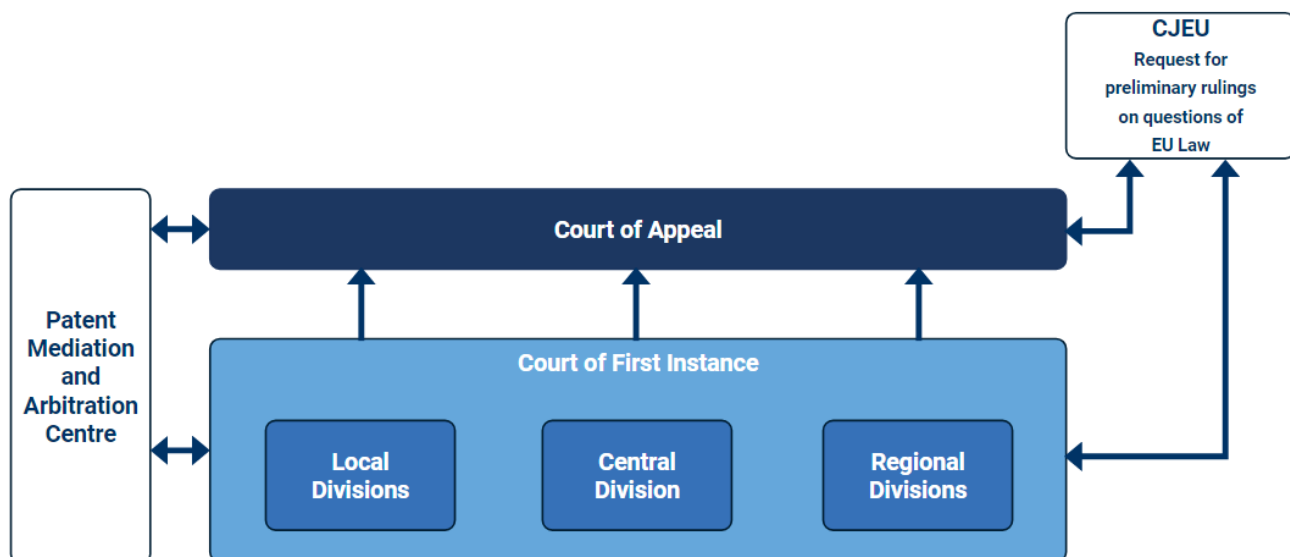 CJEU
Request for
preliminary rulings
on questions of
EU Law
Court of Appeal
Patent
Mediation
and
Arbitration
Centre
Court of First Instance
Local
Divisions
Central
Division
Regional
Divisions